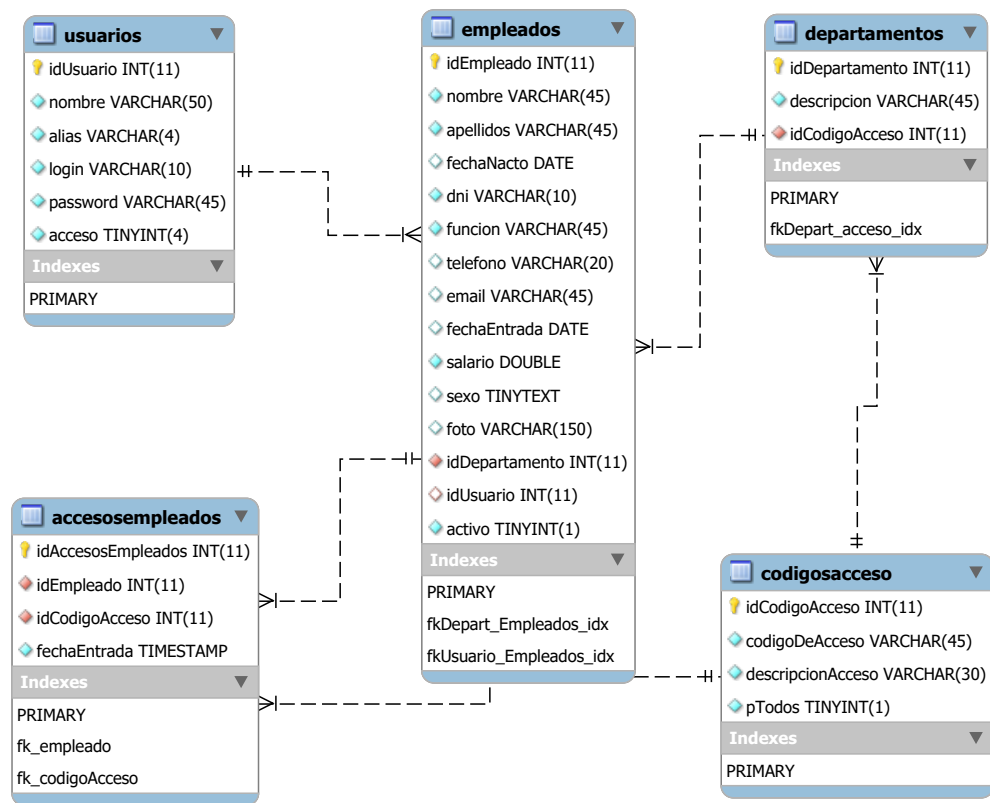 usuarios
idUsuario INT(11)
nombre VARCHAR(50)
alias VARCHAR(4)
login VARCHAR(10)
password VARCHAR(45)
acceso TINYINT(4)
Indexes
PRIMARY
empleados
idEmpleado INT(11)
nombre VARCHAR(45)
apellidos VARCHAR(45)
fechaNacto DATE
dni VARCHAR(10)
funcion VARCHAR(45)
telefono VARCHAR(20)
email VARCHAR(45)
fechaEntrada DATE
salario DOUBLE
sexo TINYTEXT
foto VARCHAR(150)
idDepartamento INT(11)
idUsuario INT(11)
activo TINYINT(1)
Indexes
PRIMARY
fkDepart_Empleados_idx
fkUsuario_Empleados_idx
departamentos
idDepartamento INT(11)
descripcion VARCHAR(45)
idCodigoAcceso INT(11)
Indexes
PRIMARY
fkDepart_acceso_idx
accesosempleados
idAccesosEmpleados INT(11)
idEmpleado INT(11)
idCodigoAcceso INT(11)
fechaEntrada TIMESTAMP
Indexes
PRIMARY
fk_empleado
fk_codigoAcceso
codigosacceso
idCodigoAcceso INT(11)
codigoDeAcceso VARCHAR(45)
descripcionAcceso VARCHAR(30)
pTodos TINYINT(1)
Indexes
PRIMARY